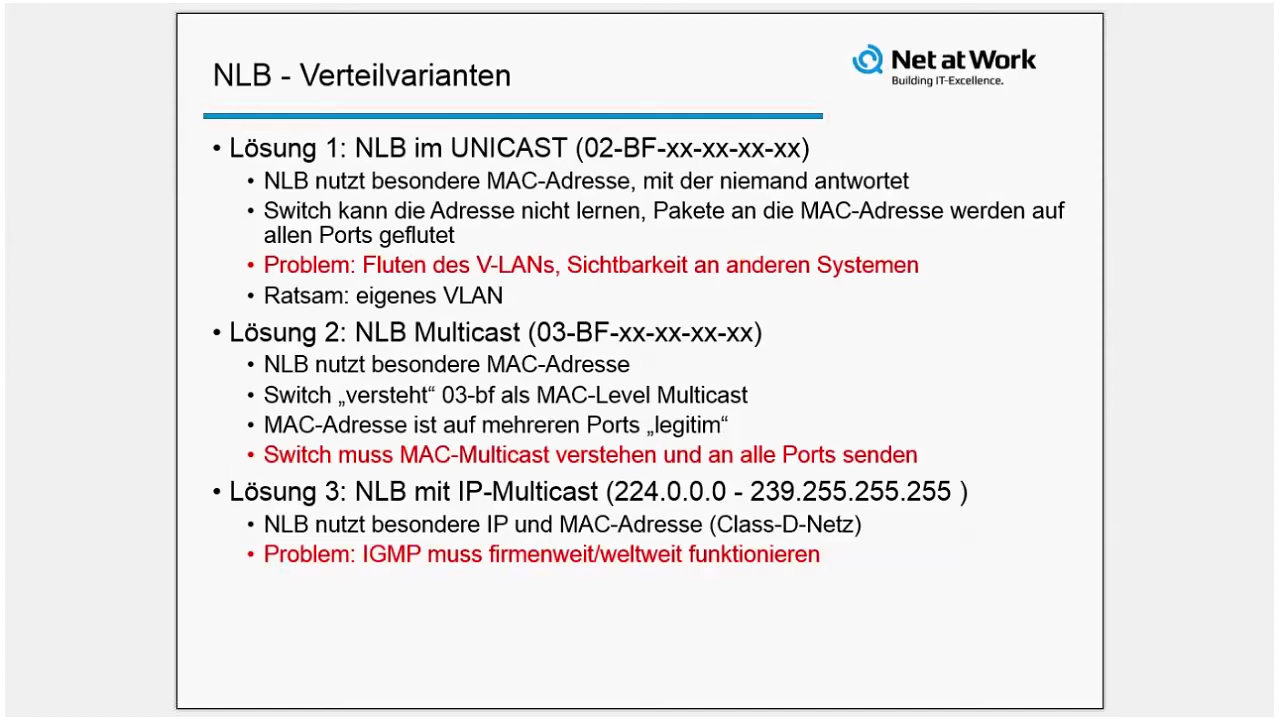 NLB - Verteilvarianten
Net at Work
Building IT-Excellence.
• Lösung 1: NLB im UNICAST (02-BF-xx-xx-xx-xx)
• NLB nutzt besondere MAC-Adresse, mit der niemand antwortet
• Switch kann die Adresse nicht lernen, Pakete an die MAC-Adresse werden auf
allen Ports geflutet
• Problem: Fluten des V-LANs, Sichtbarkeit an anderen Systemen
• Ratsam: eigenes VLAN
• Lösung 2: NLB Multicast (03-BF-xx-xx-xx-xx)
• NLB nutzt besondere MAC-Adresse
• Switch „versteht“ 03-bf als MAC-Level Multicast
• MAC-Adresse ist auf mehreren Ports „legitim“
• Switch muss MAC-Multicast verstehen und an alle Ports senden
• Lösung 3: NLB mit IP-Multicast (224.0.0.0 - 239.255.255.255 )
• NLB nutzt besondere IP und MAC-Adresse (Class-D-Netz)
• Problem: IGMP muss firmenweit/weltweit funktionieren